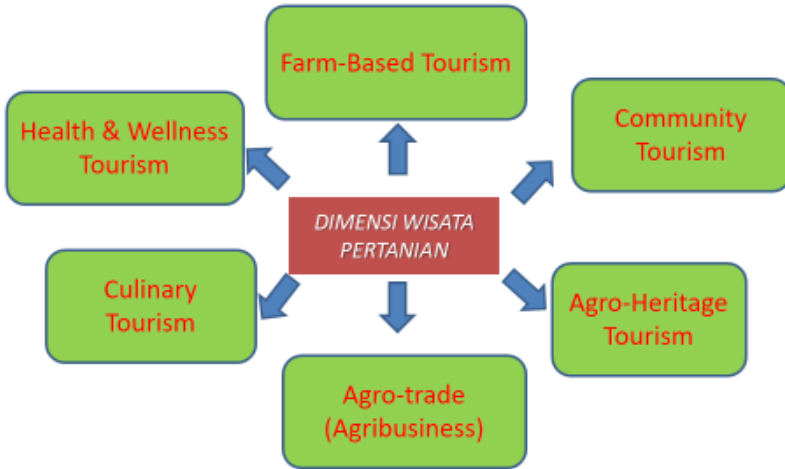 Farm-Based Tourism
Health & Wellness
Tourism
Community
Tourism
DIMENSI WISATA
PERTANIAN
Culinary
Tourism
Agro-Heritage
Tourism
Agro-trade
(Agribusiness)